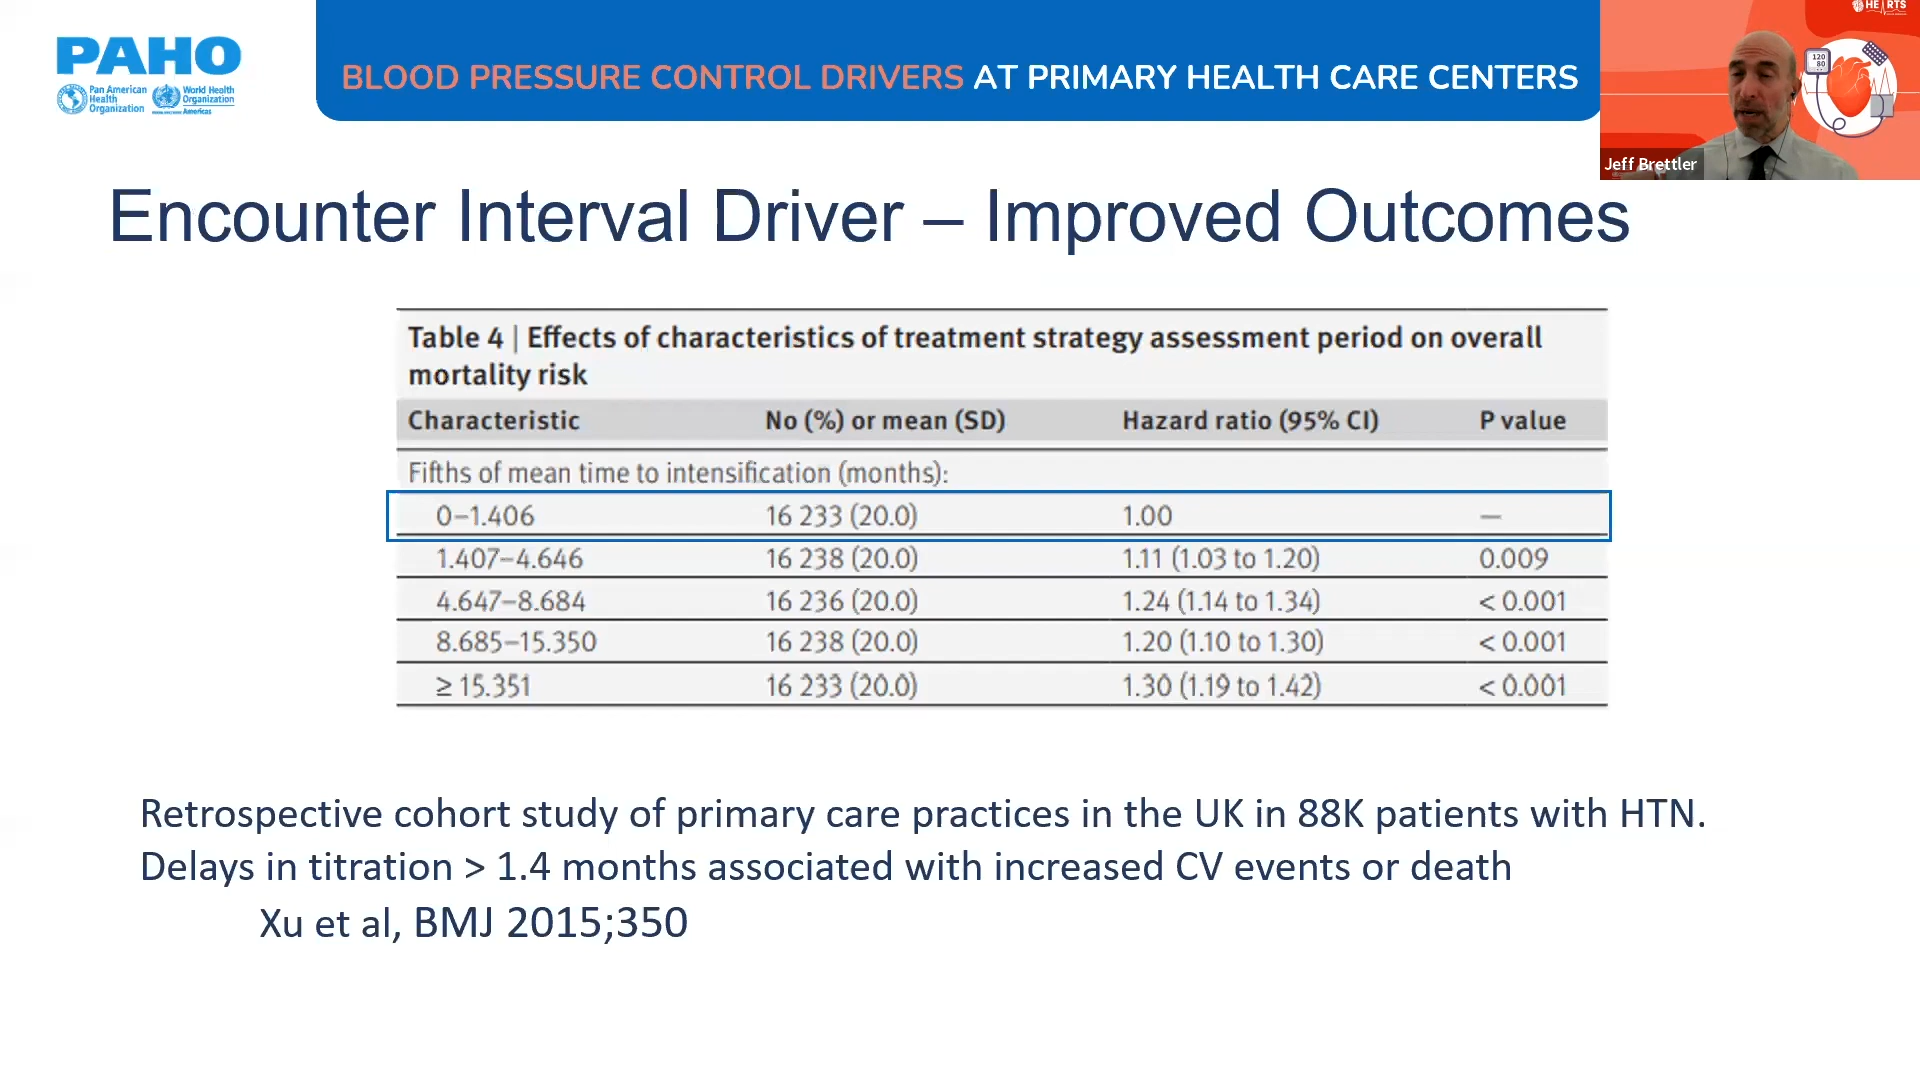 PAHO
Pan American
Health
Organization
World Health
Organization
Americas
BLOOD PRESSURE CONTROL DRIVERS AT PRIMARY HEALTH CARE CENTERS
HEARTS
120
80
Jeff Brettler
Encounter Interval Driver – Improved Outcomes
Table 4 | Effects of characteristics of treatment strategy assessment period on overall
mortality risk
Characteristic No (%) or mean (SD) Hazard ratio (95% CI) P value
Fifths of mean time to intensification (months):
0–1.406 16 233 (20.0) 1.00 —
1.407–4.646 16 238 (20.0) 1.11 (1.03 to 1.20) 0.009
4.647–8.684 16 236 (20.0) 1.24 (1.14 to 1.34) < 0.001
8.685–15.350 16 238 (20.0) 1.20 (1.10 to 1.30) < 0.001
≥ 15.351 16 233 (20.0) 1.30 (1.19 to 1.42) < 0.001
Retrospective cohort study of primary care practices in the UK in 88K patients with HTN.
Delays in titration > 1.4 months associated with increased CV events or death
Xu et al, BMJ 2015;350